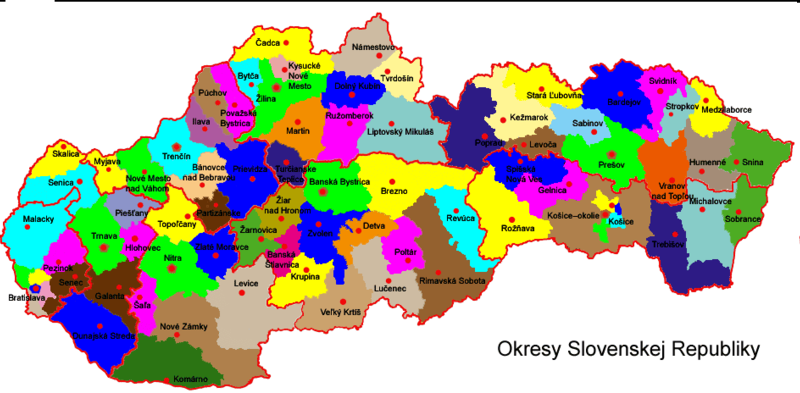 Čadca
Námestovo
Kysucké
Nové
Mesto
Bytča
Tvrdošín
Žilina
Dolný Kubín
Púchov
Považská
Bystrica
Ilava
Martin
Ružomberok
Liptovský Mikuláš
Stará Ľubovňa
Kežmarok
Bardejov
Svidník
Stropkov
Medzilaborce
Sabinov
Poprad
Levoča
Prešov
Humenné
Snina
Skalica
Myjava
Trenčín
Senica
Nové Mesto
nad Váhom
Bánovce
nad Bebravou
Prievidza
Turčianske
Teplice
Banská Bystrica
Brezno
Spišská
Nová Ves
Gelnica
Vranov
nad Topľou
Michalovce
Sobrance
Malacky
Piešťany
Topoľčany
Partizánske
Žiar
nad Hronom
Revúca
Rožňava
Košice–okolie
Košice
Trebišov
Trnava
Hlohovec
Zlaté Moravce
Žarnovica
Zvolen
Detva
Banská
Štiavnica
Poltár
Pezinok
Nitra
Krupina
Rimavská Sobota
Senec
Galanta
Šaľa
Levice
Lučenec
Bratislava
Veľký Krtíš
Nové Zámky
Dunajská Streda
Komárno
Okresy Slovenskej Republiky